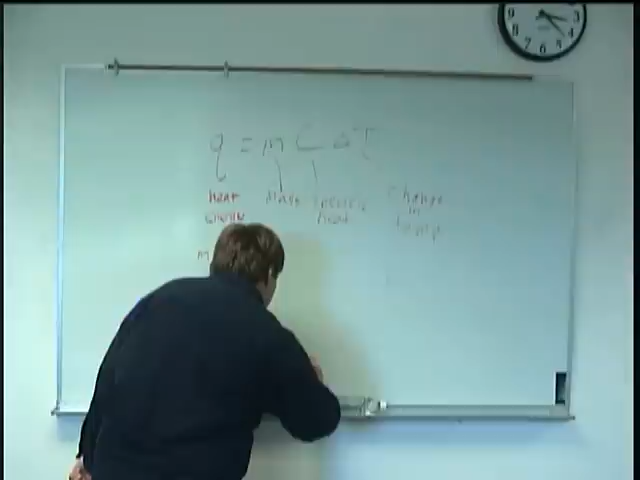 q = m C ΔT
heat mass specific change
change heat in
temp
m